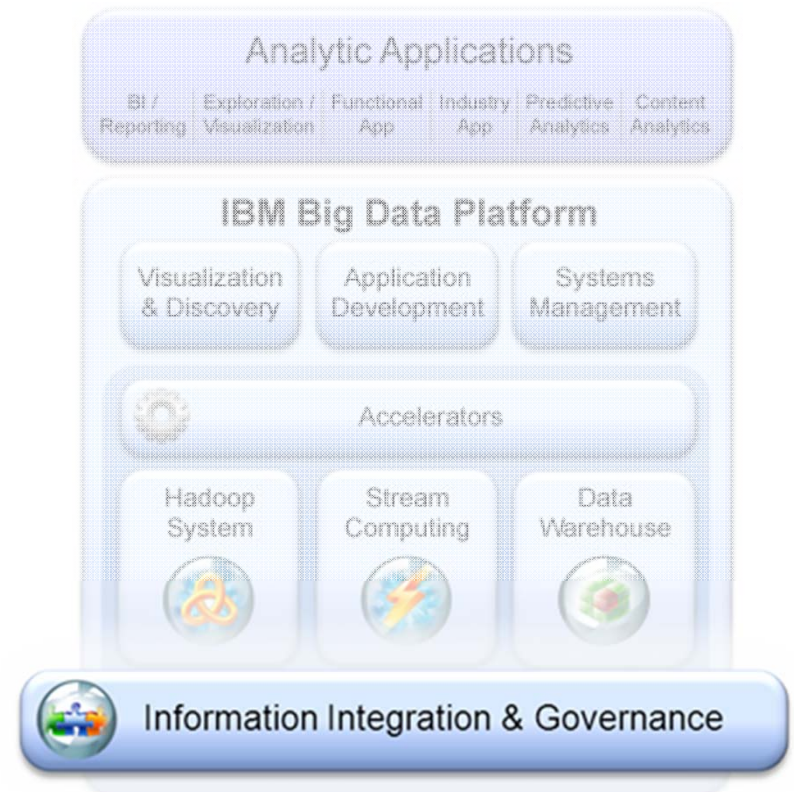 Analytic Applications
BI / Exploration / Functional Industry Predictive Content
Reporting Visualization App App Analytics Analytics
IBM Big Data Platform
Visualization Application Systems
& Discovery Development Management
Accelerators
Hadoop Stream Data
System Computing Warehouse
Information Integration & Governance